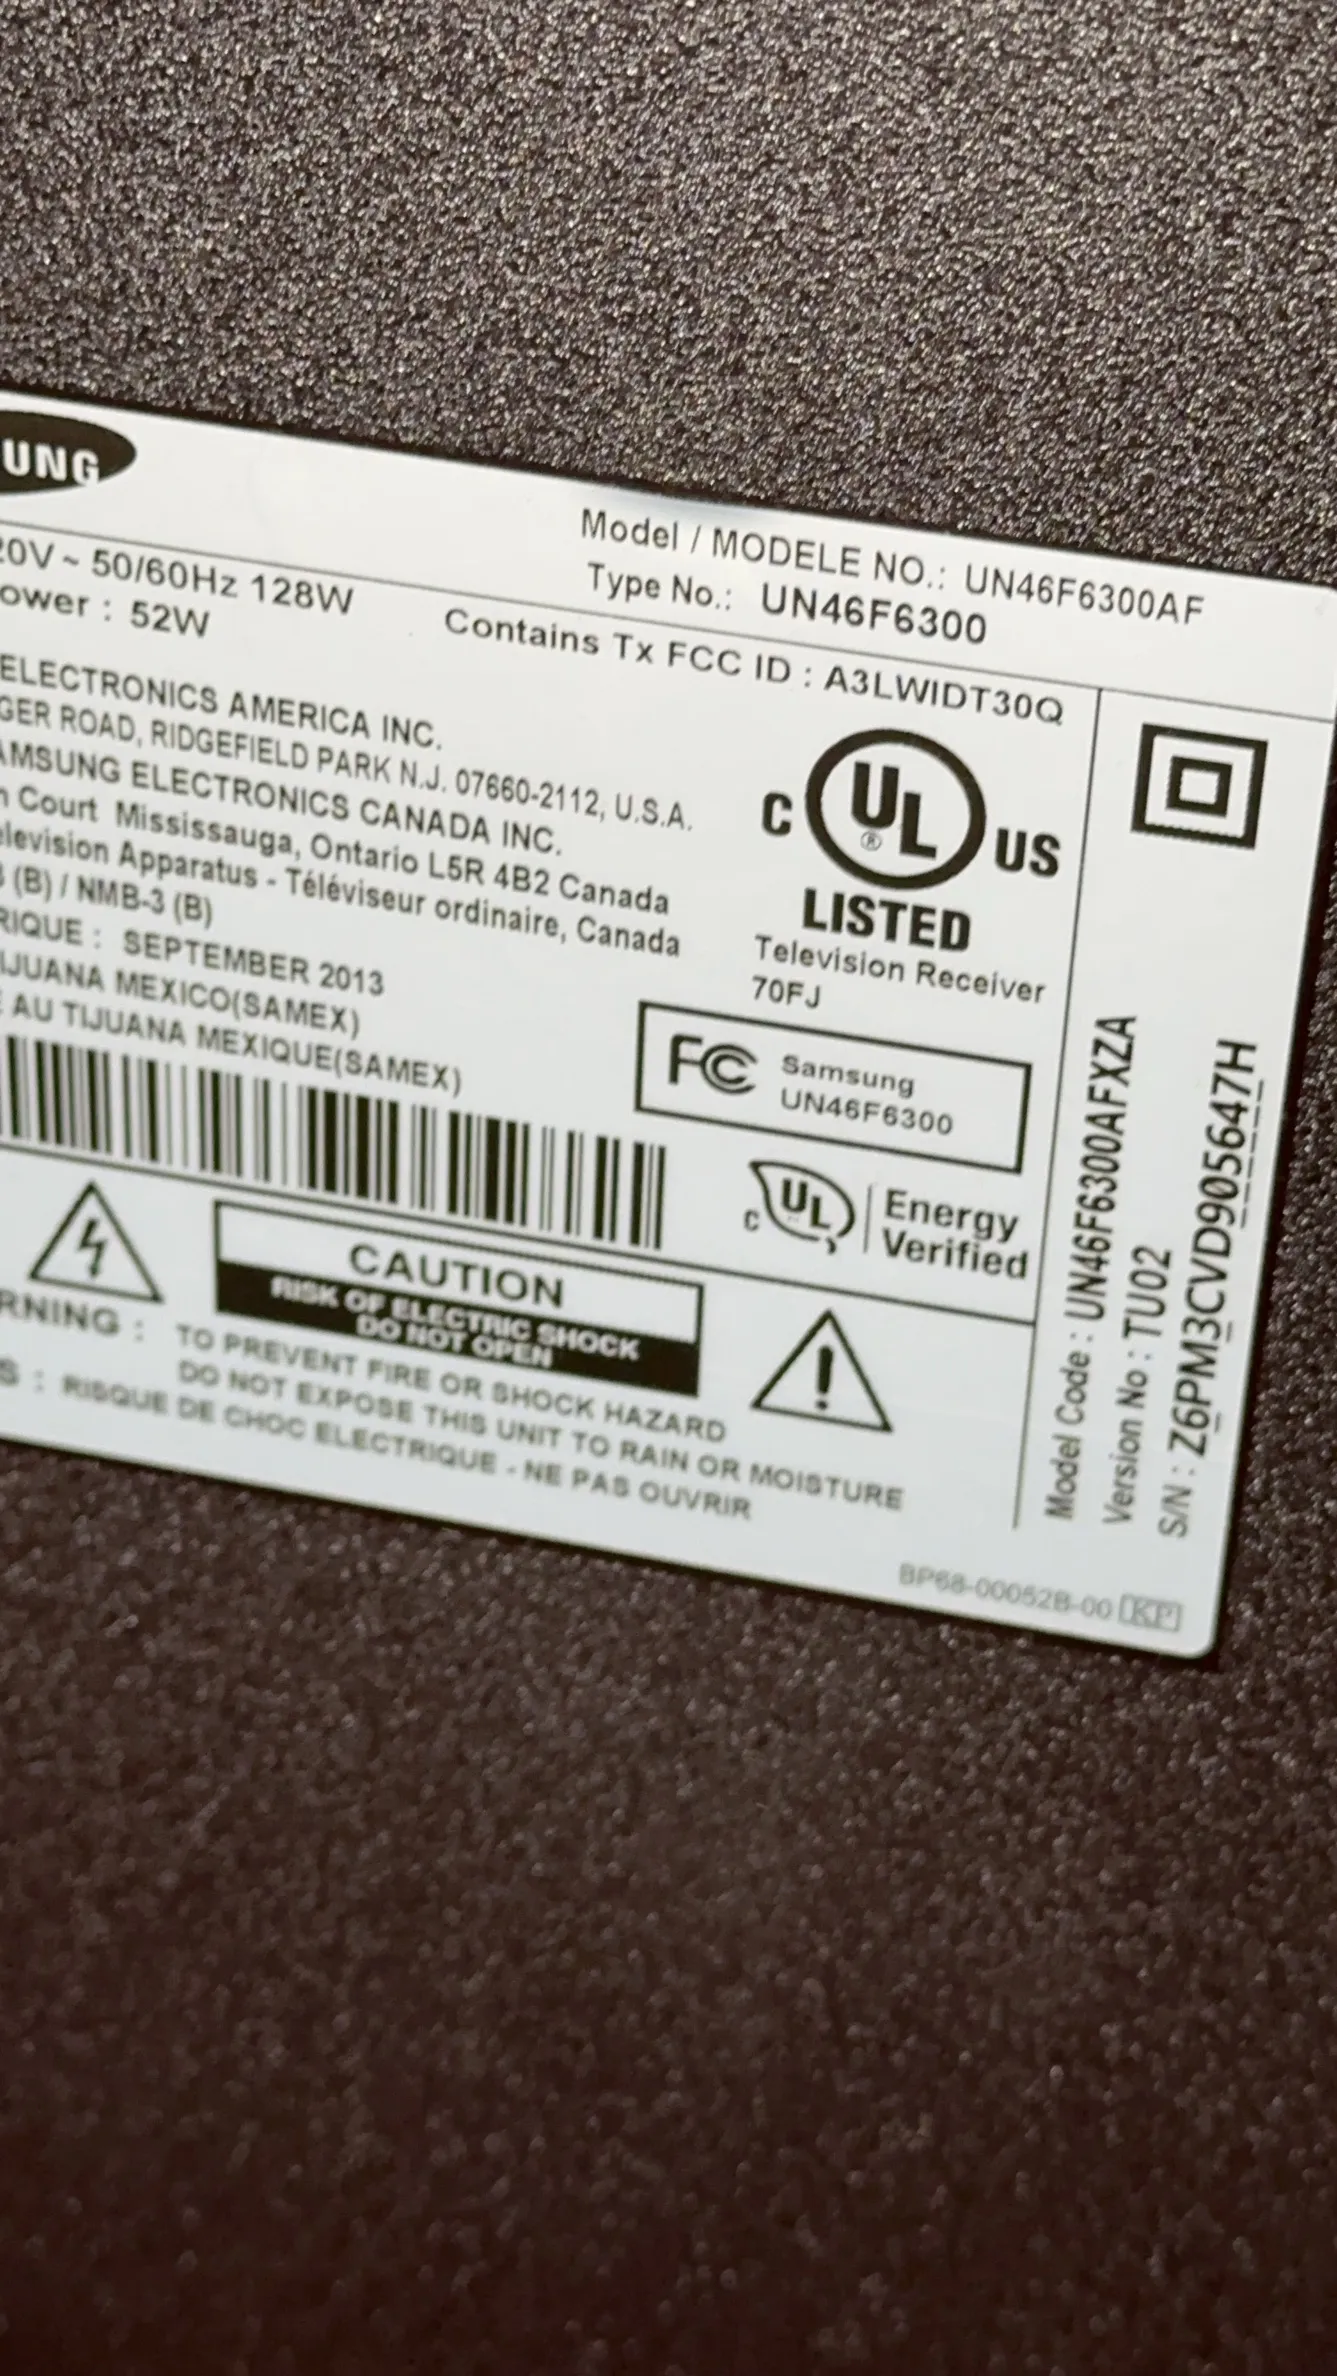 UNG
Model / MODELE NO.: UN46F6300AF
Type No.: UN46F6300
20V ~ 50/60Hz 128W
ower : 52W
Contains Tx FCC ID : A3LWIDT30Q
ELECTRONICS AMERICA INC.
GER ROAD, RIDGEFIELD PARK N.J. 07660-2112, U.S.A.
AMSUNG ELECTRONICS CANADA INC.
n Court Mississauga, Ontario L5R 4B2 Canada
elevision Apparatus - Téléviseur ordinaire, Canada
(B) / NMB-3 (B)
RIQUE : SEPTEMBER 2013
IJUANA MEXICO(SAMEX)
E AU TIJUANA MEXIQUE(SAMEX)
C UL ® US
LISTED
Television Receiver
70FJ
FC Samsung
UN46F6300
c UL Energy
Verified
CAUTION
RISK OF ELECTRIC SHOCK
DO NOT OPEN
RNING : TO PREVENT FIRE OR SHOCK HAZARD
DO NOT EXPOSE THIS UNIT TO RAIN OR MOISTURE
S : RISQUE DE CHOC ELECTRIQUE - NE PAS OUVRIR
Model Code : UN46F6300AFXZA
Version No : TU02
S/N : Z6PM3CVD905647H
BP68-00052B-00 KP